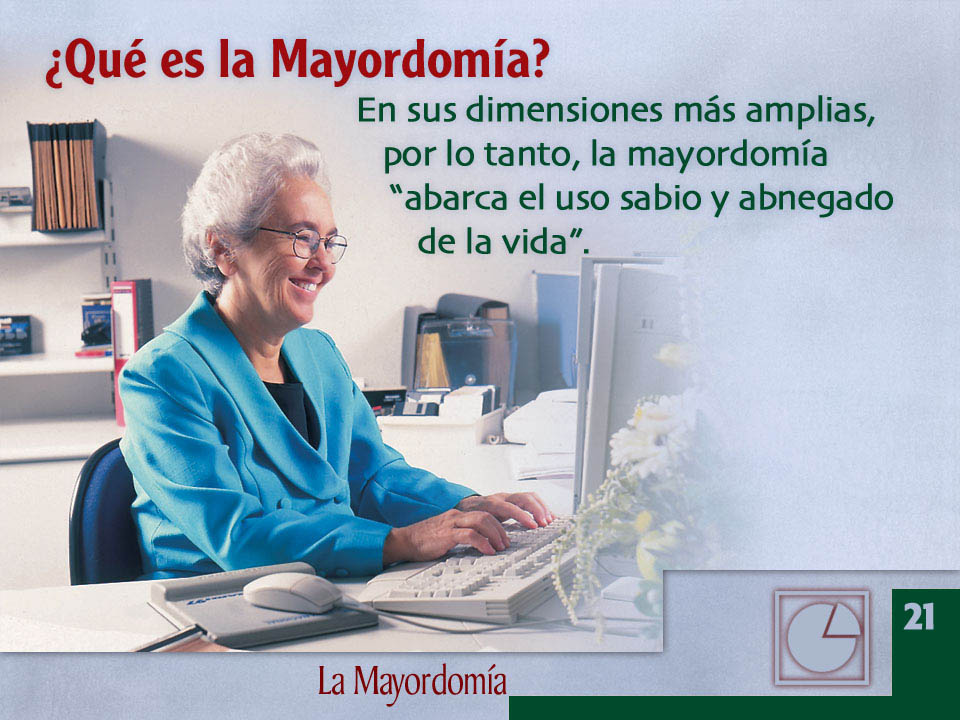 ¿Qué es la Mayordomía?
En sus dimensiones más amplias,
por lo tanto, la mayordomía
“abarca el uso sabio y abnegado
de la vida”.
21
La Mayordomía